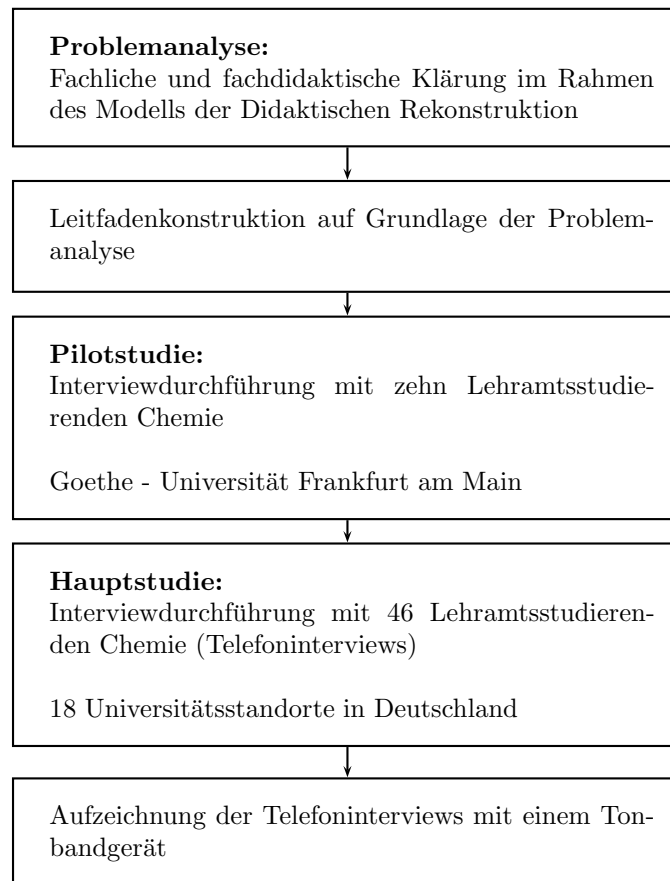 Problemanalyse:
Fachliche und fachdidaktische Klärung im Rahmen
des Modells der Didaktischen Rekonstruktion
Leitfadenkonstruktion auf Grundlage der Problem-
analyse
Pilotstudie:
Interviewdurchführung mit zehn Lehramtsstudie-
renden Chemie
Goethe - Universität Frankfurt am Main
Hauptstudie:
Interviewdurchführung mit 46 Lehramtsstudieren-
den Chemie (Telefoninterviews)
18 Universitätsstandorte in Deutschland
Aufzeichnung der Telefoninterviews mit einem Ton-
bandgerät